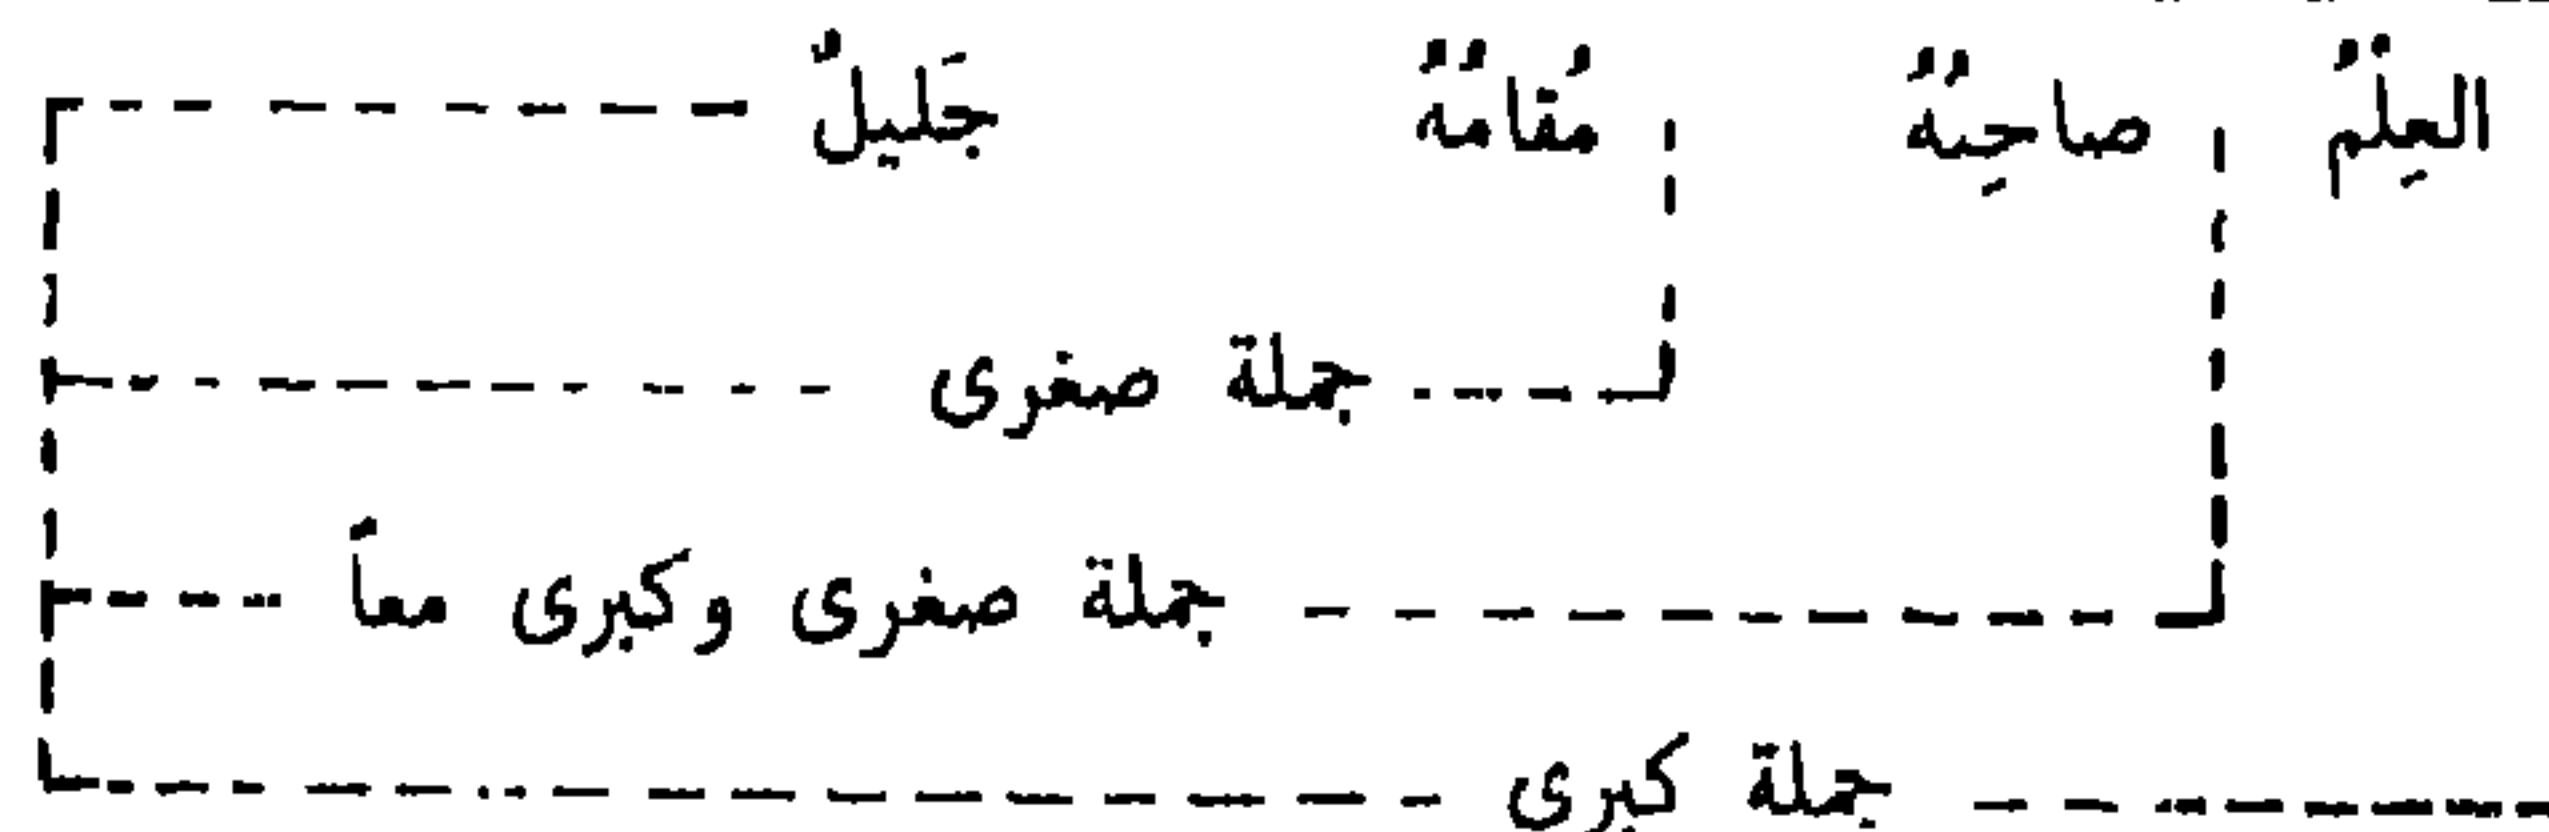 العِلْمُ صاحِبُهُ مُقامُهُ جَليلٌ
جملة صغرى
جملة صغرى وكبرى معاً
جملة كبرى